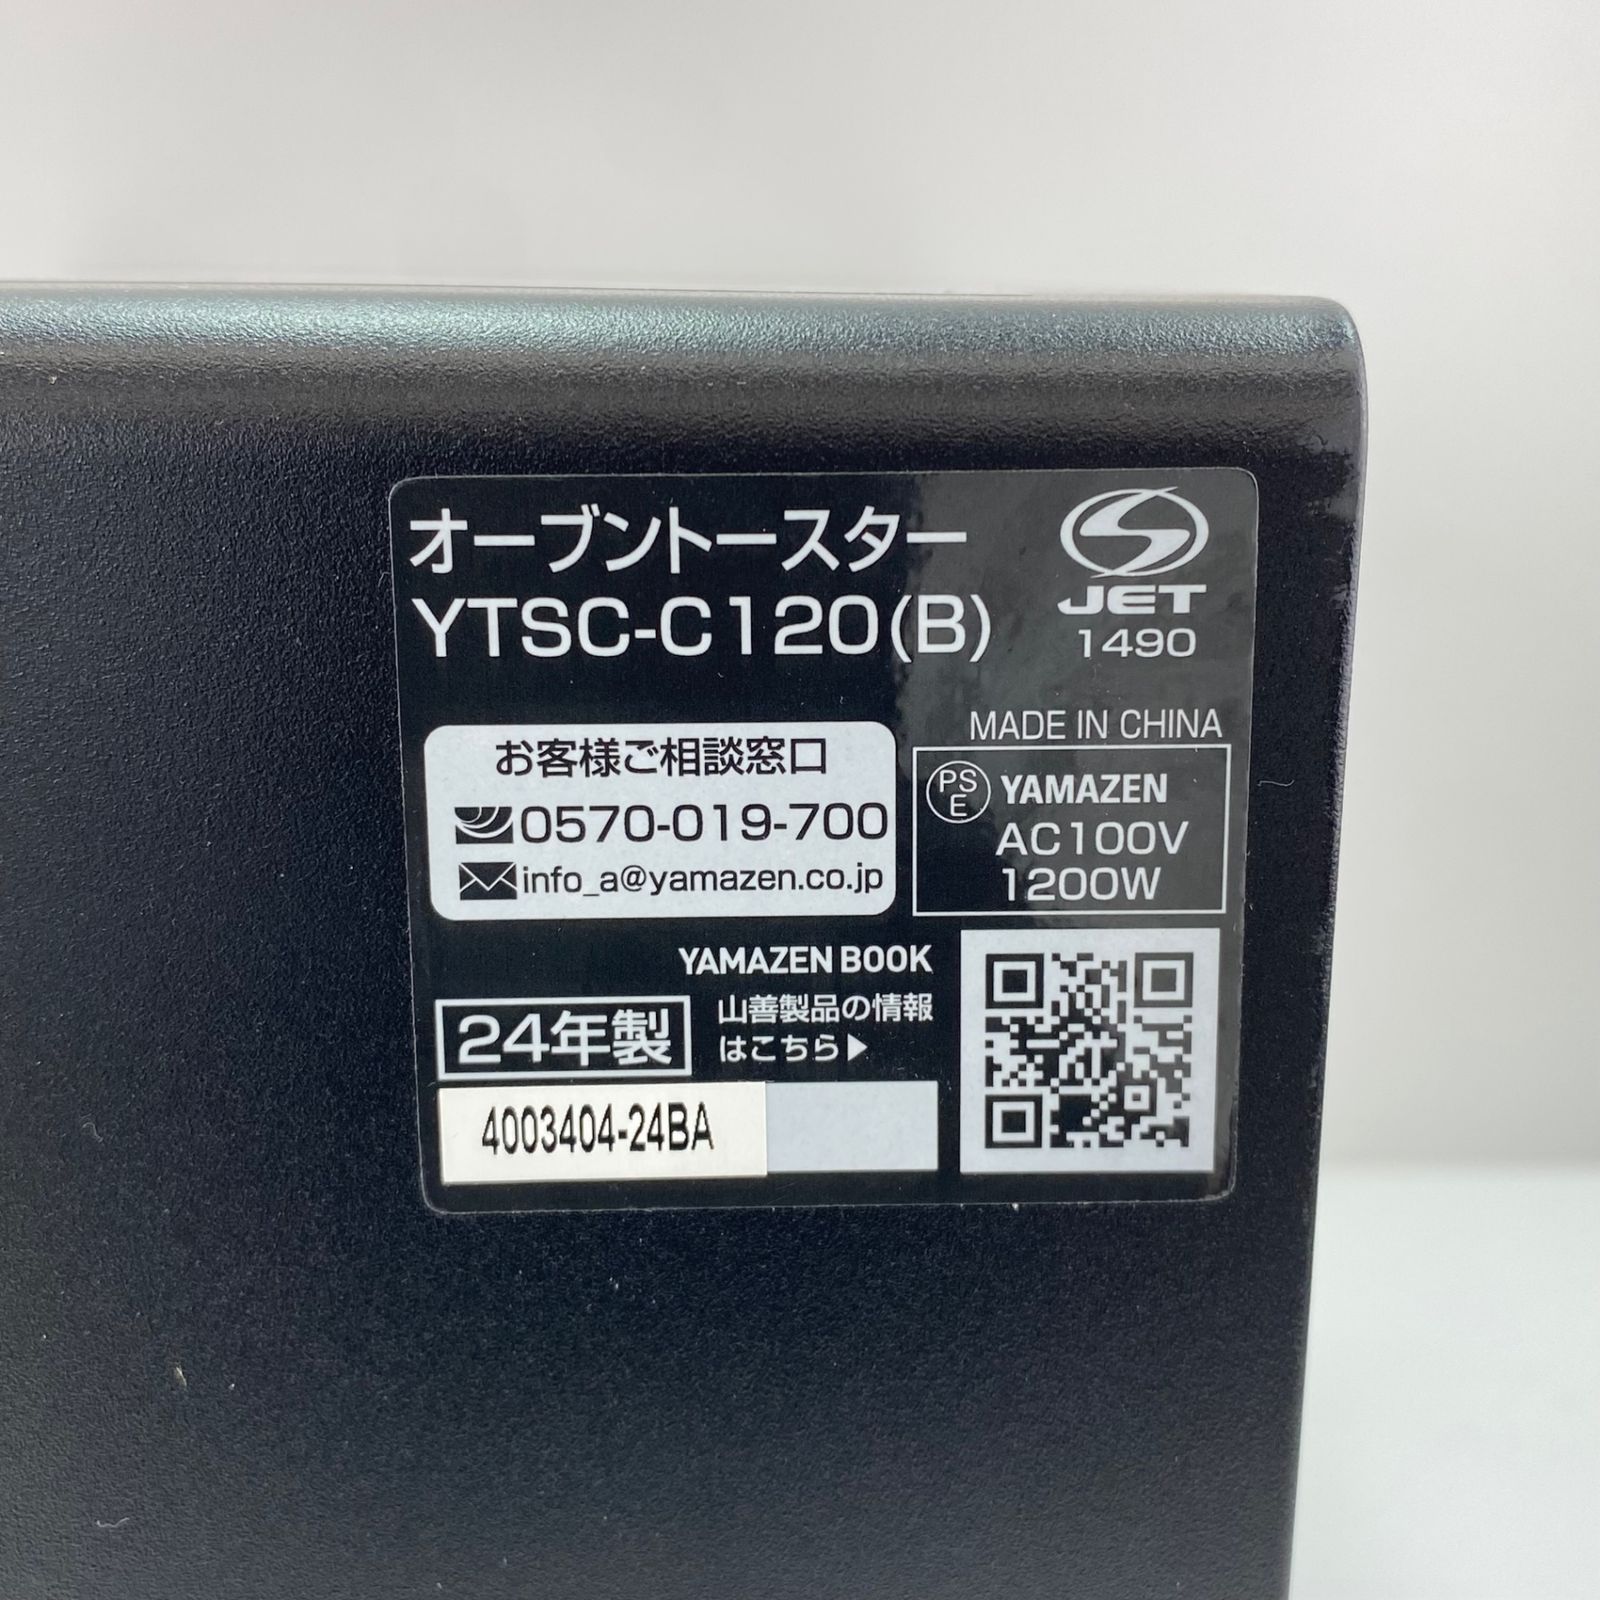 オーブントースター
YTSC-C120(B)
JET
1490
MADE IN CHINA
お客様ご相談窓口
0570-019-700
info_a@yamazen.co.jp
PS
E
YAMAZEN
AC100V
1200W
YAMAZEN BOOK
山善製品の情報
はこちら▶
24年製
4003404-24BA